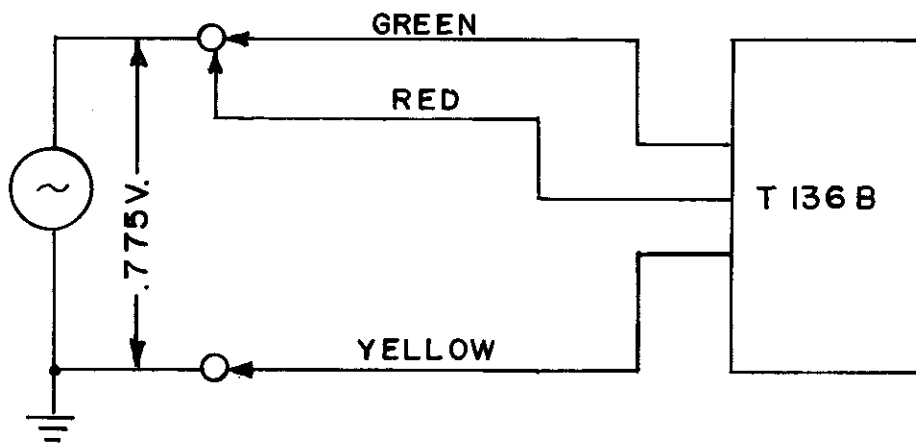 GREEN
RED
.775V.
T 136 B
YELLOW